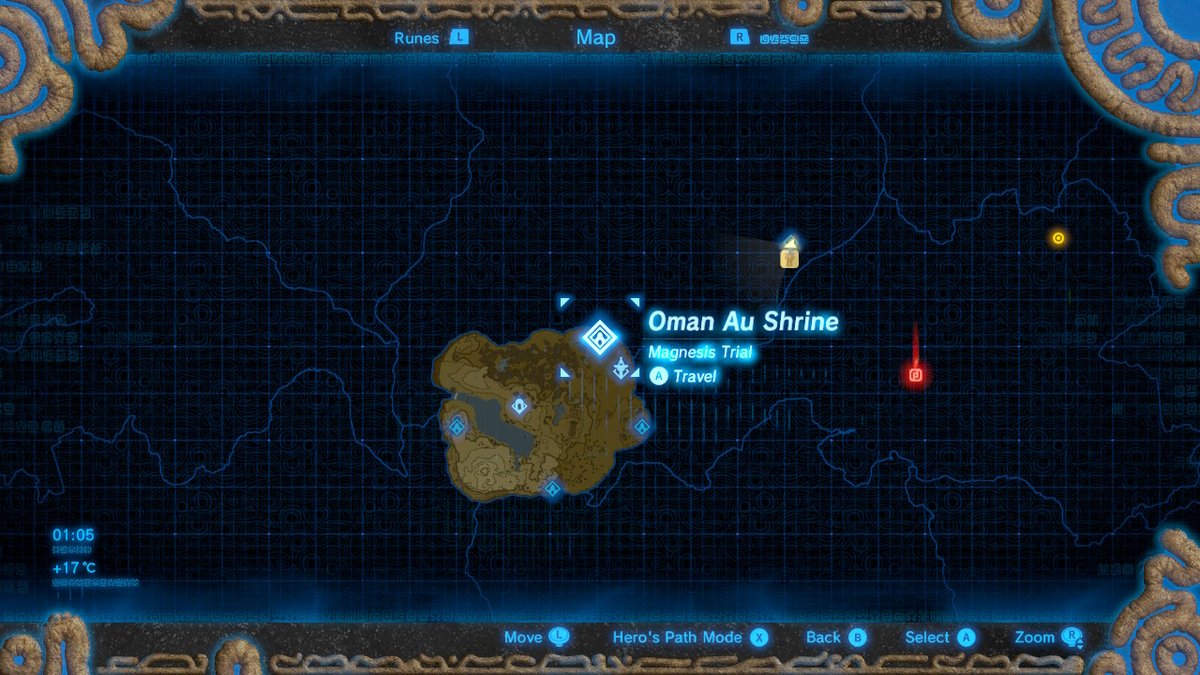 Runes L
Map
R
Oman Au Shrine
Magnesis Trial
A Travel
01:05
+17℃
Move L
Hero's Path Mode X
Back B
Select A
Zoom R